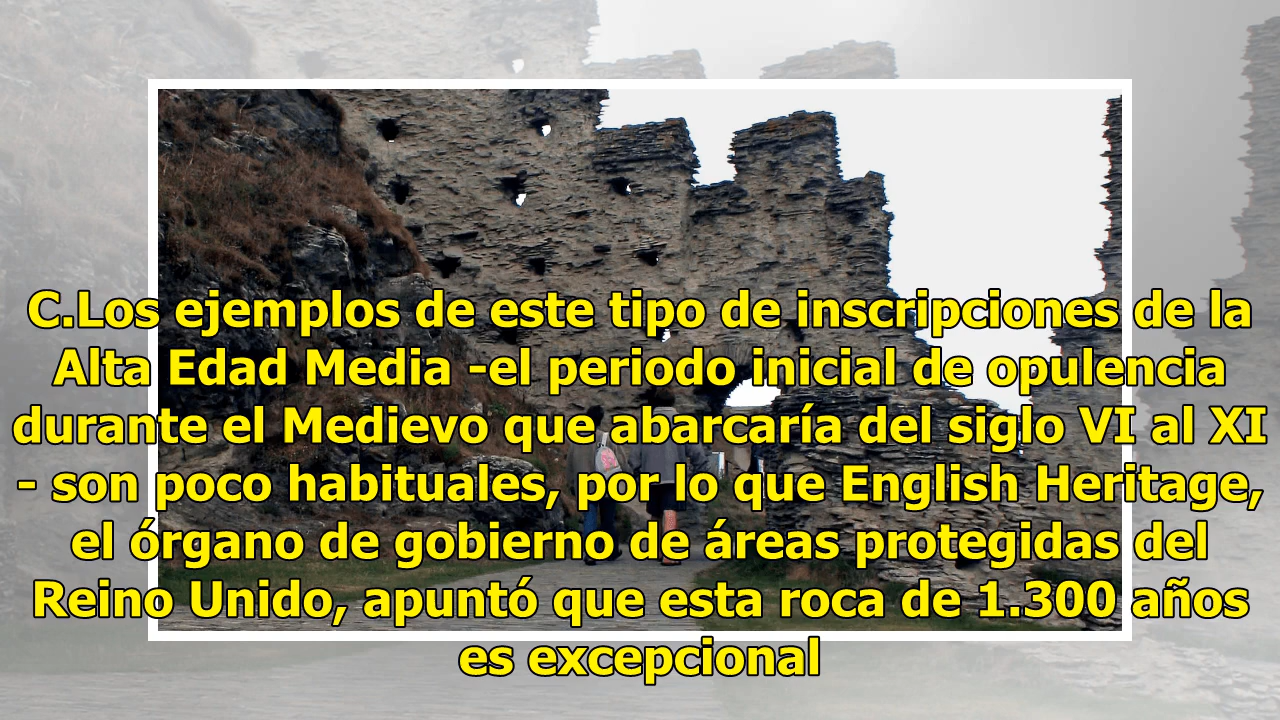 C.Los ejemplos de este tipo de inscripciones de la
Alta Edad Media -el periodo inicial de opulencia
durante el Medievo que abarcaría del siglo VI al XI
- son poco habituales, por lo que English Heritage,
el órgano de gobierno de áreas protegidas del
Reino Unido, apuntó que esta roca de 1.300 años
es excepcional